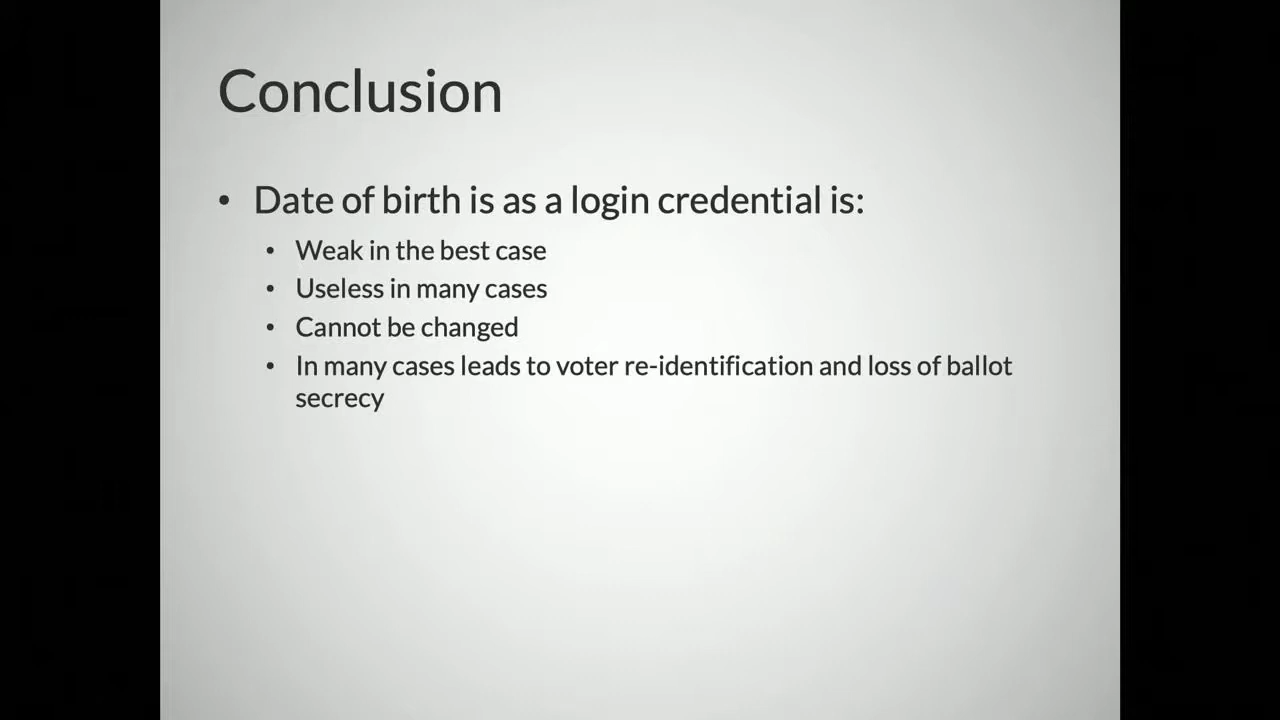 Conclusion
• Date of birth is as a login credential is:
• Weak in the best case
• Useless in many cases
• Cannot be changed
• In many cases leads to voter re-identification and loss of ballot
secrecy